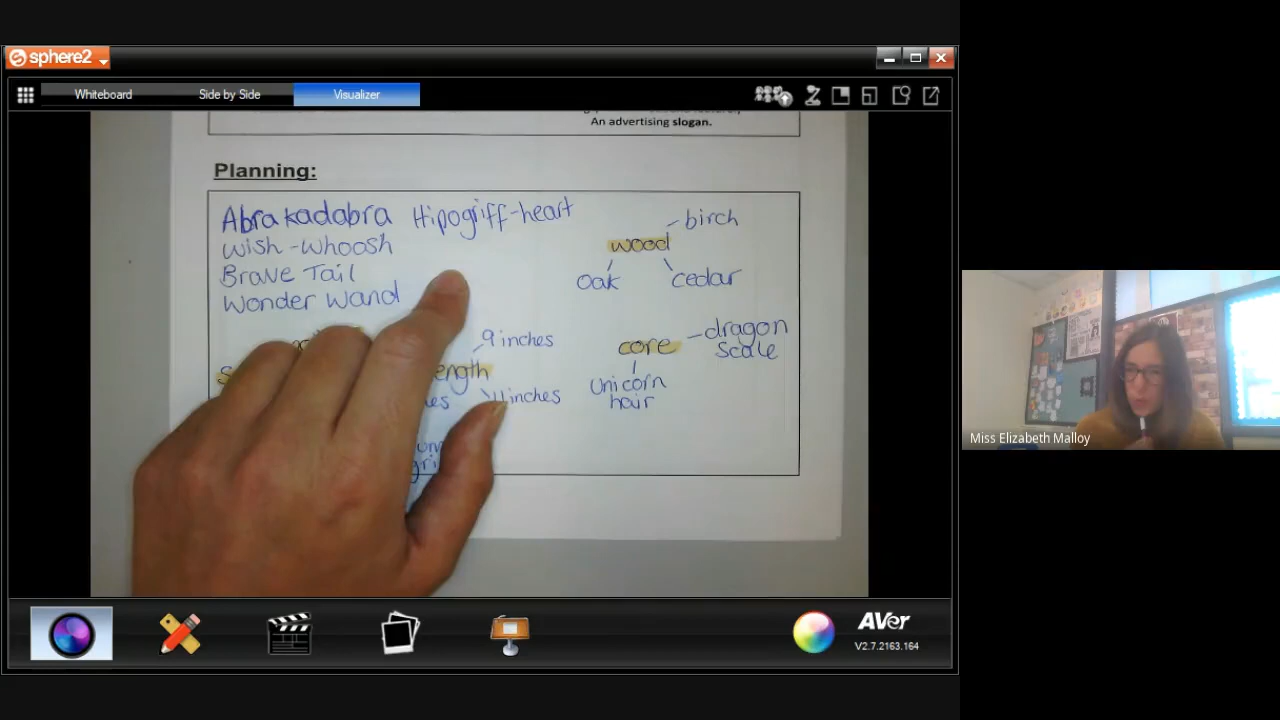 sphere2
Whiteboard
Side by Side
Visualizer
An advertising slogan.
Planning:
Abrakadabra Hipogriff-heart
Wish-Whoosh
Brave Tail
Wonder Wand
wood
birch
Oak
cedar
9 inches
11inches
core
dragon
scale
Unicorn
hair
Miss Elizabeth Malloy
AVer
V2.7.2163.164